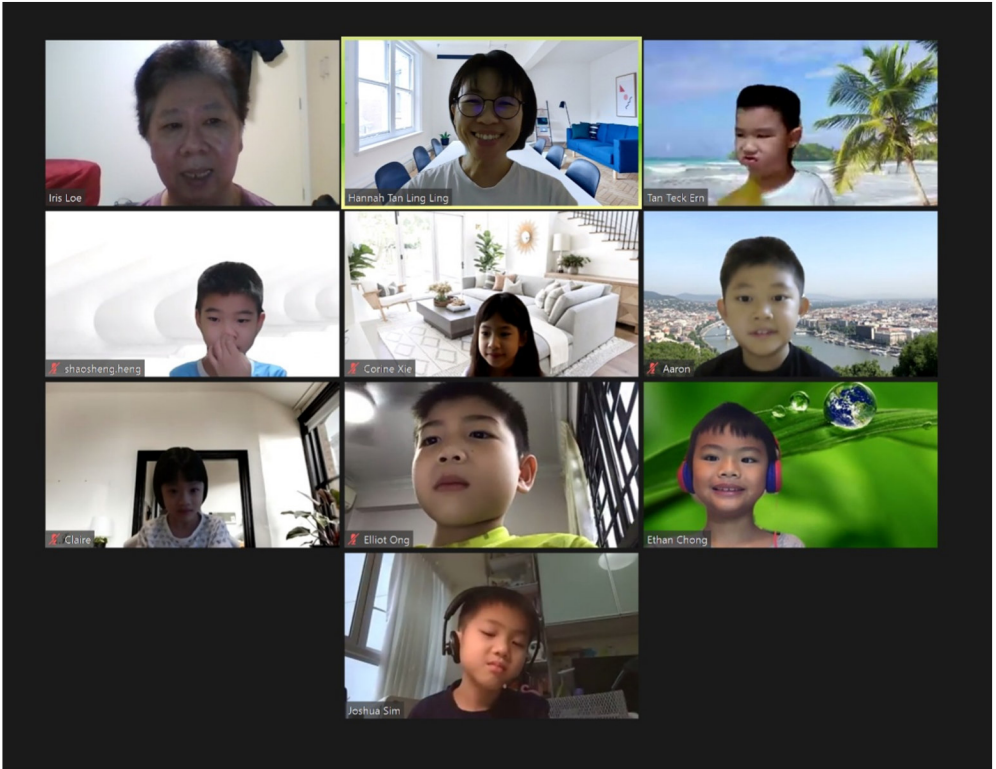 Iris Loe
Hannah Tan Ling Ling
Tan Teck Ern
shaosheng.heng
Corine Xie
Aaron
Claire
Elliot Ong
Ethan Chong
Joshua Sim